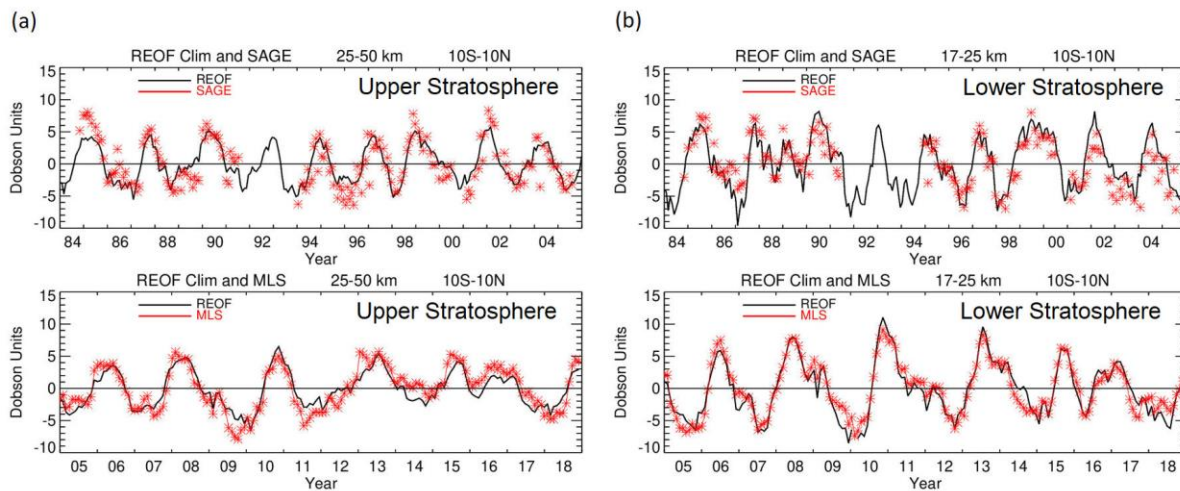 (a)
REOF Clim and SAGE 25-50 km 10S-10N
REOF
SAGE
Upper Stratosphere
Dobson Units
15
10
5
0
-5
-10
84 86 88 90 92 94 96 98 00 02 04
Year
REOF Clim and MLS 25-50 km 10S-10N
REOF
MLS
Upper Stratosphere
Dobson Units
15
10
5
0
-5
-10
05 06 07 08 09 10 11 12 13 14 15 16 17 18
Year
(b)
REOF Clim and SAGE 17-25 km 10S-10N
REOF
SAGE
Lower Stratosphere
Dobson Units
15
10
5
0
-5
-10
84 86 88 90 92 94 96 98 00 02 04
Year
REOF Clim and MLS 17-25 km 10S-10N
REOF
MLS
Lower Stratosphere
Dobson Units
15
10
5
0
-5
-10
05 06 07 08 09 10 11 12 13 14 15 16 17 18
Year